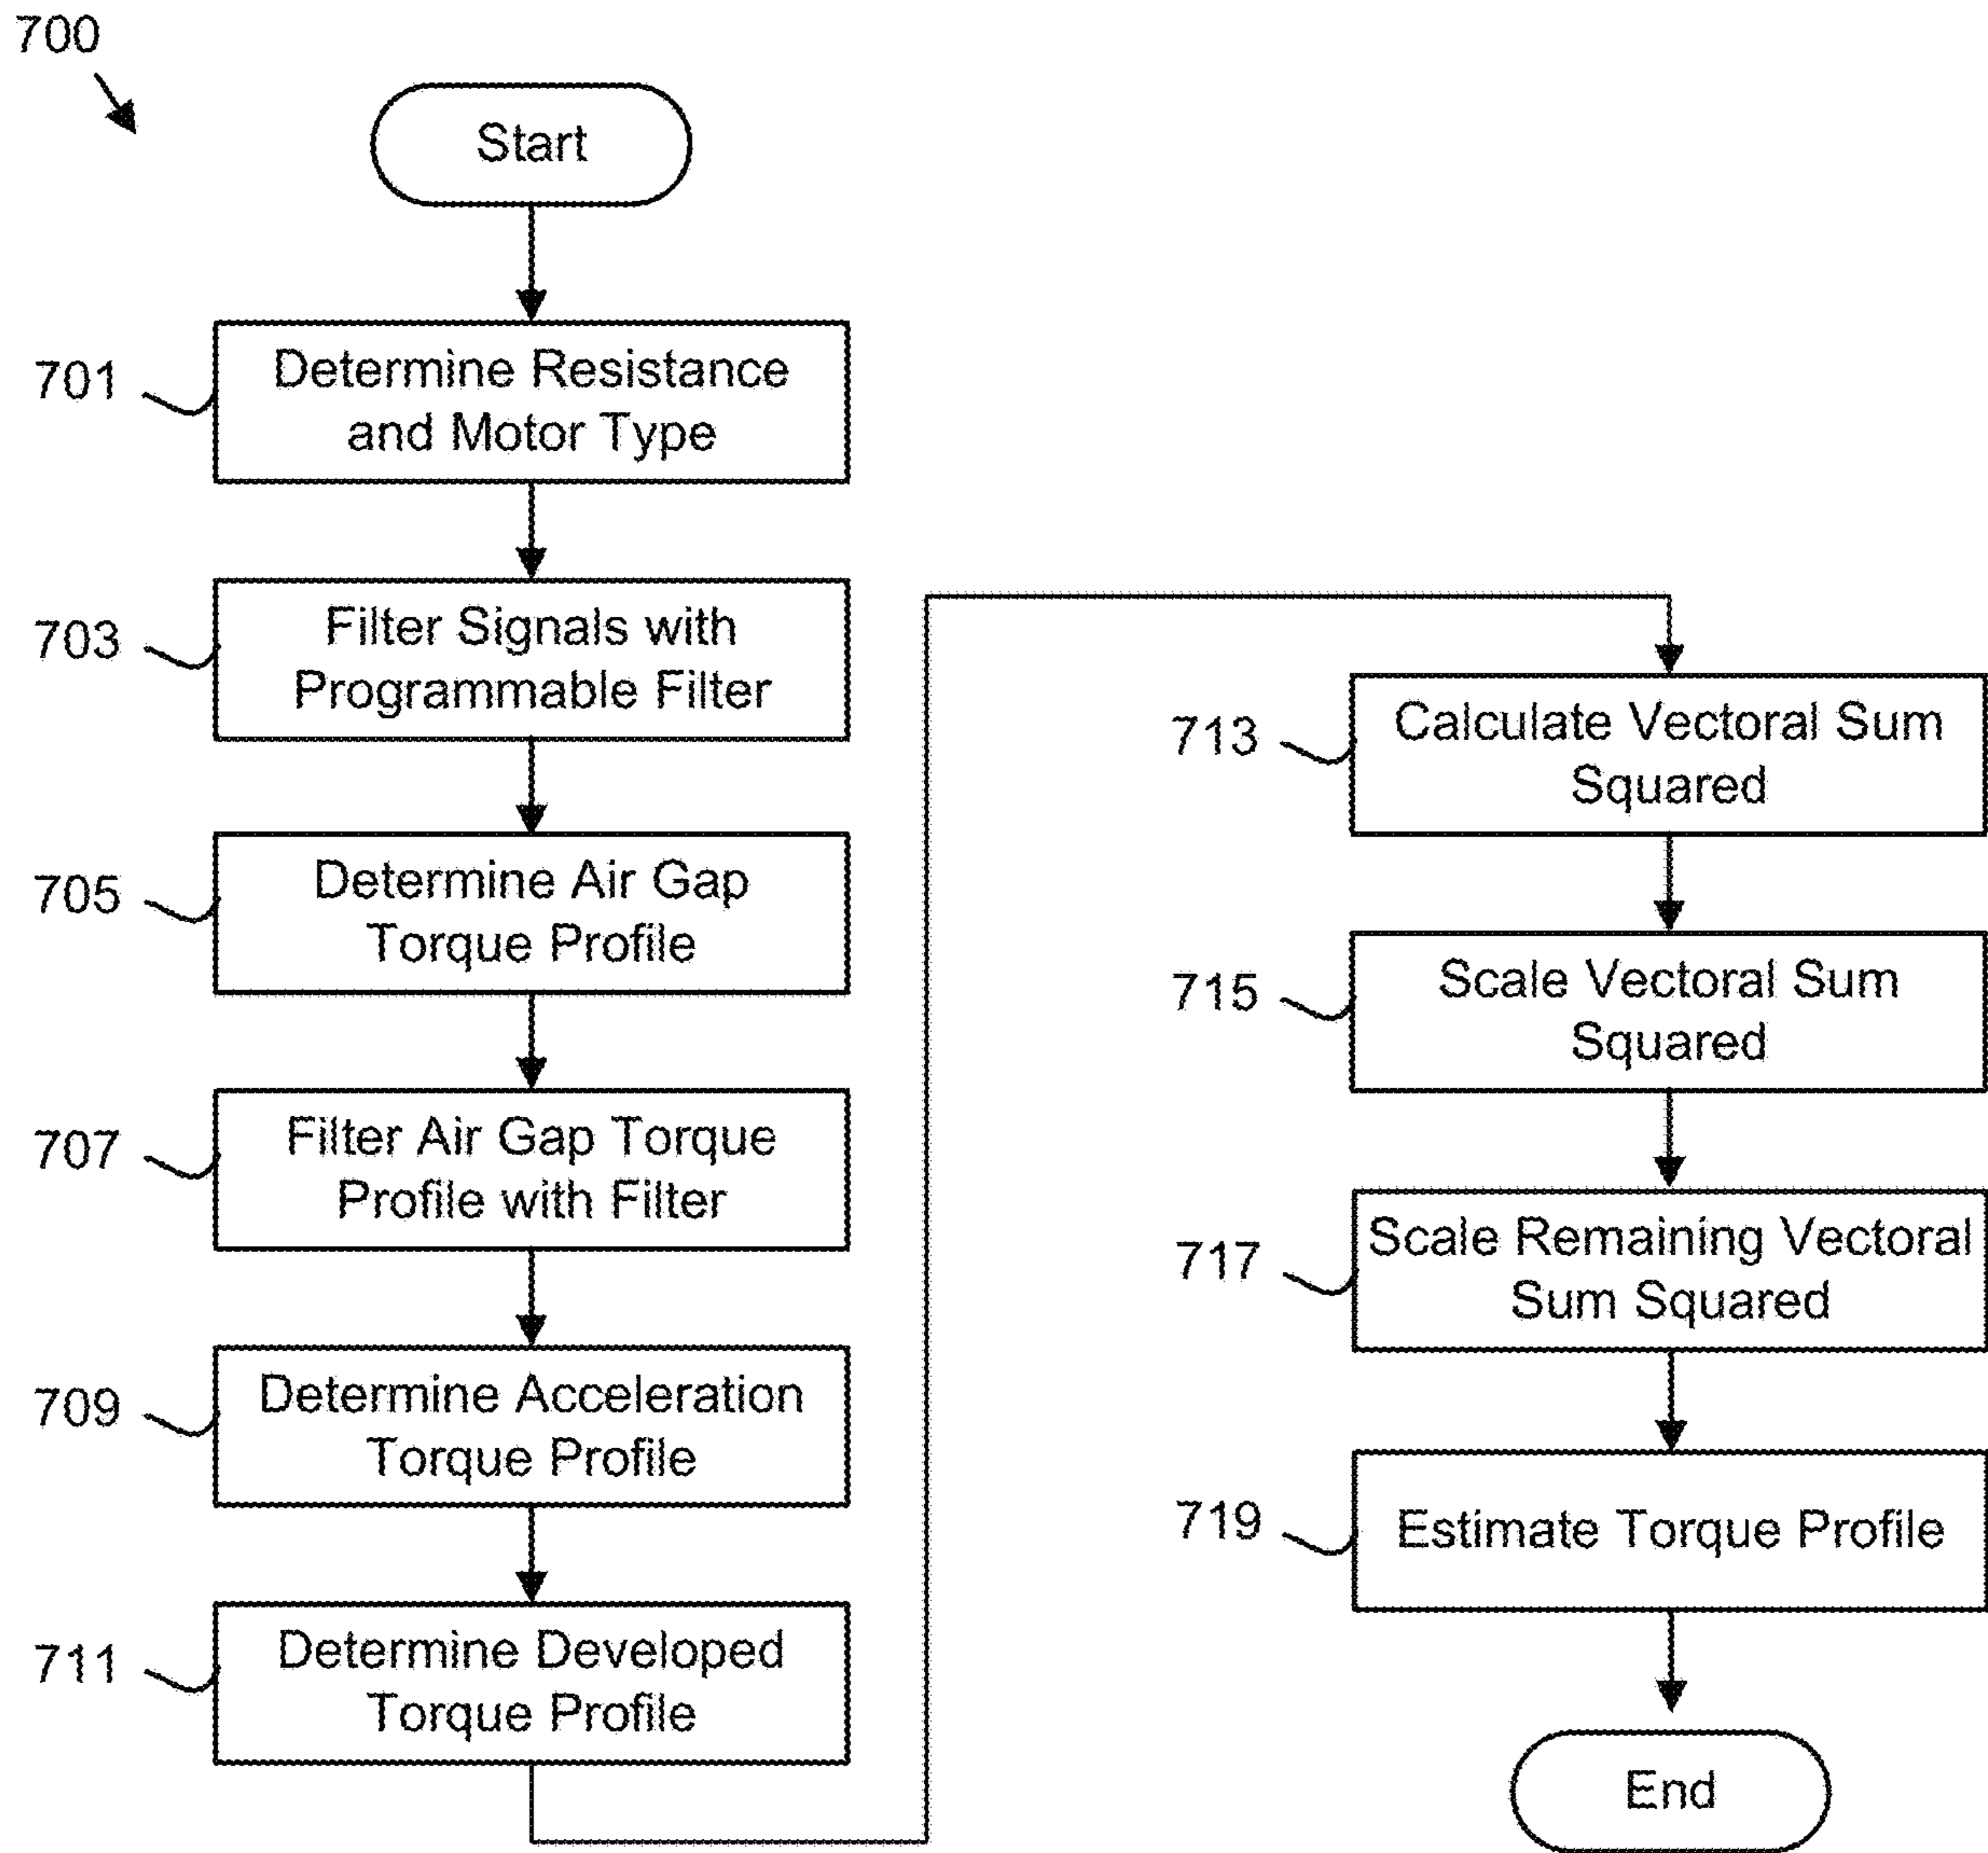 700
Start
701
Determine Resistance
and Motor Type
703
Filter Signals with
Programmable Filter
705
Determine Air Gap
Torque Profile
707
Filter Air Gap Torque
Profile with Filter
709
Determine Acceleration
Torque Profile
711
Determine Developed
Torque Profile
713
Calculate Vectoral Sum
Squared
715
Scale Vectoral Sum
Squared
717
Scale Remaining Vectoral
Sum Squared
719
Estimate Torque Profile
End